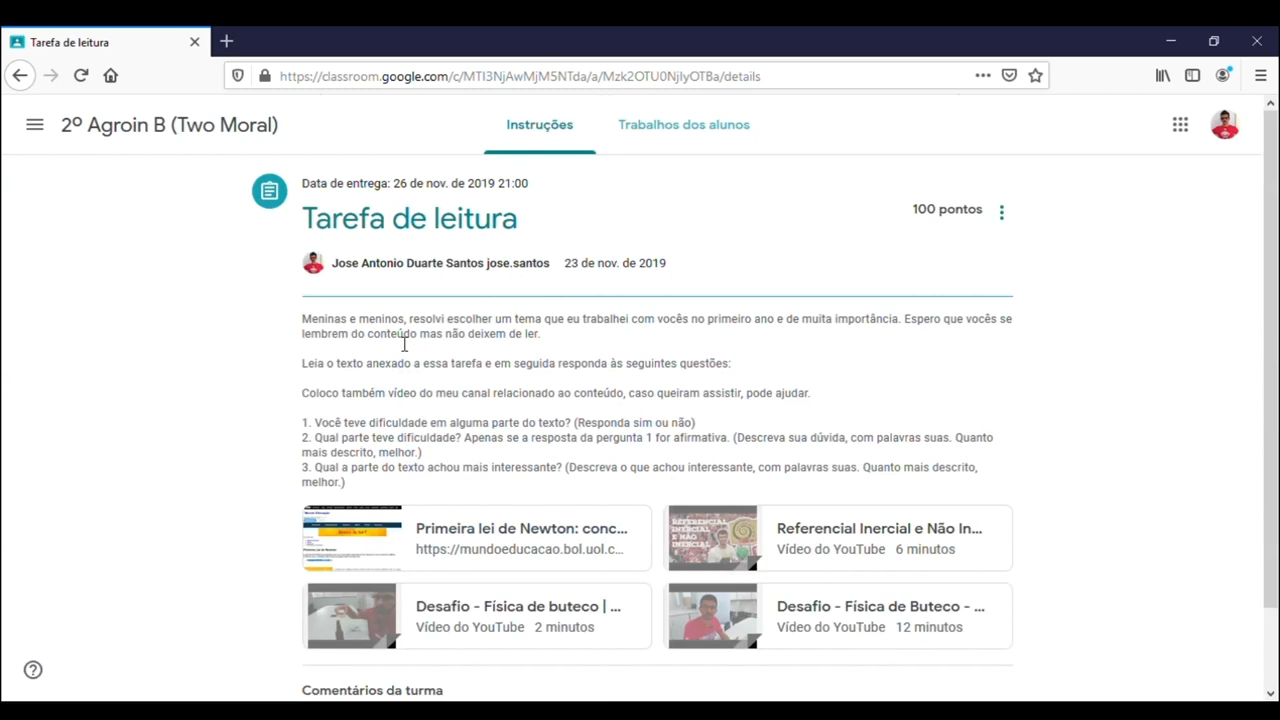 Tarefa de leitura
https://classroom.google.com/c/MTI3NjAwMjM5NTda/a/Mzk2OTU0NjIyOTBa/details
2º Agroin B (Two Moral)
Instruções
Trabalhos dos alunos
Data de entrega: 26 de nov. de 2019 21:00
Tarefa de leitura
100 pontos
Jose Antonio Duarte Santos jose.santos 23 de nov. de 2019
Meninas e meninos, resolvi escolher um tema que eu trabalhei com vocês no primeiro ano e de muita importância. Espero que vocês se
lembrem do conteúdo mas não deixem de ler.
Leia o texto anexado a essa tarefa e em seguida responda às seguintes questões:
Coloco também vídeo do meu canal relacionado ao conteúdo, caso queiram assistir, pode ajudar.
1. Você teve dificuldade em alguma parte do texto? (Responda sim ou não)
2. Qual parte teve dificuldade? Apenas se a resposta da pergunta 1 for afirmativa. (Descreva sua dúvida, com palavras suas. Quanto
mais descrito, melhor.)
3. Qual a parte do texto achou mais interessante? (Descreva o que achou interessante, com palavras suas. Quanto mais descrito,
melhor.)
Primeira lei de Newton: conc...
https://mundoeducacao.bol.uol.c...
REFERENCIAL
INERCIAL
E NÃO
INERCIAL
Referencial Inercial e Não In...
Vídeo do YouTube 6 minutos
Desafio - Física de buteco | ...
Vídeo do YouTube 2 minutos
Desafio - Física de Buteco - ...
Vídeo do YouTube 12 minutos
Comentários da turma